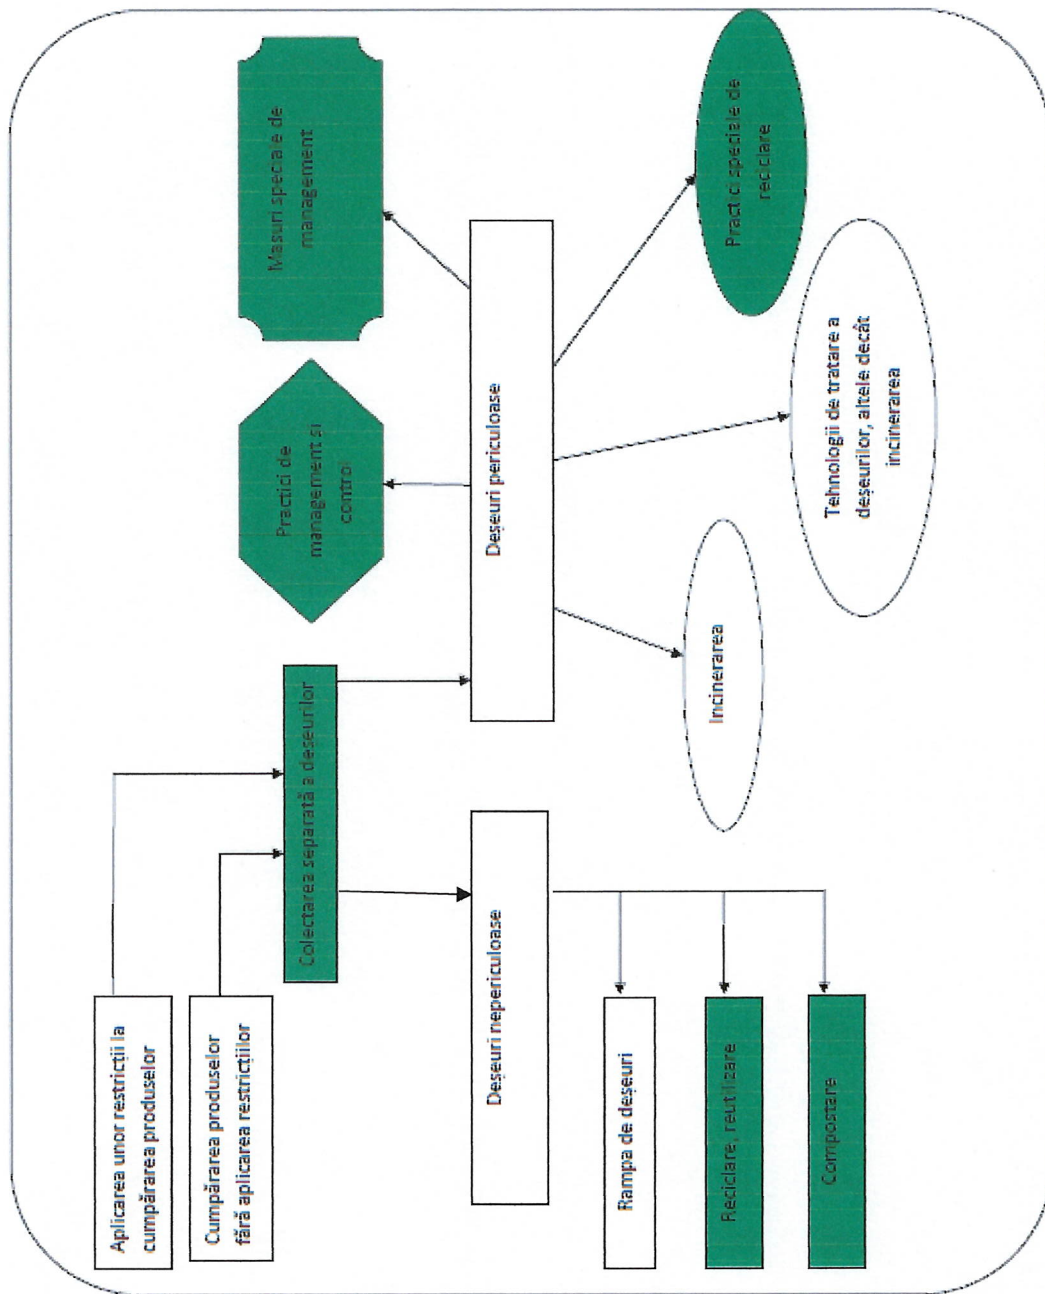 Aplicarea unor restricții la
cumpărarea produselor
Cumpărarea produselor
fără aplicarea restricțiilor
Colectarea separată a deseurilor
Practici de
management si
control
Masuri speciale de
management
Deșeuri nepericuloase
Deșeuri periculoase
Rampa de deșeuri
Reciclare, reutilizare
Compostare
Incinerarea
Tehnologii de tratare a
deșeurilor, altele decât
incinerarea
Practici speciale de
reciclare